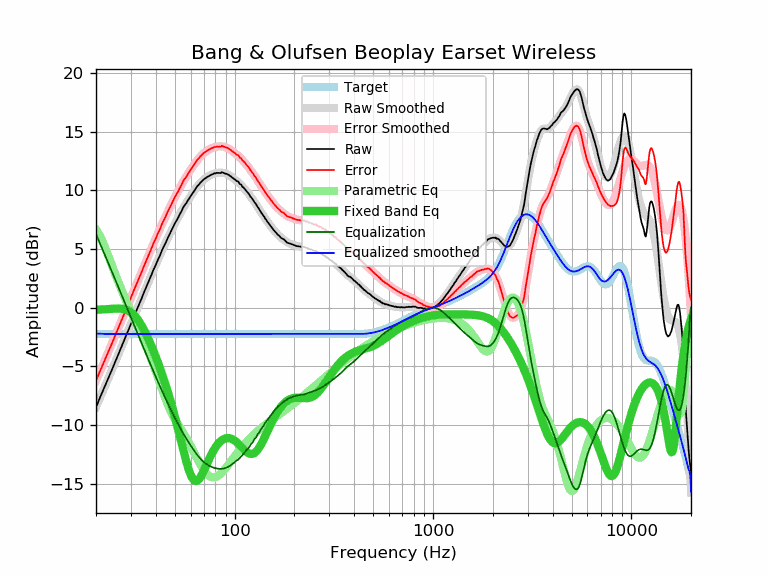 Bang & Olufsen Beoplay Earset Wireless
Target
Raw Smoothed
Error Smoothed
Raw
Error
Parametric Eq
Fixed Band Eq
Equalization
Equalized smoothed
20
15
10
5
0
−5
−10
−15
Amplitude (dBr)
100
1000
10000
Frequency (Hz)